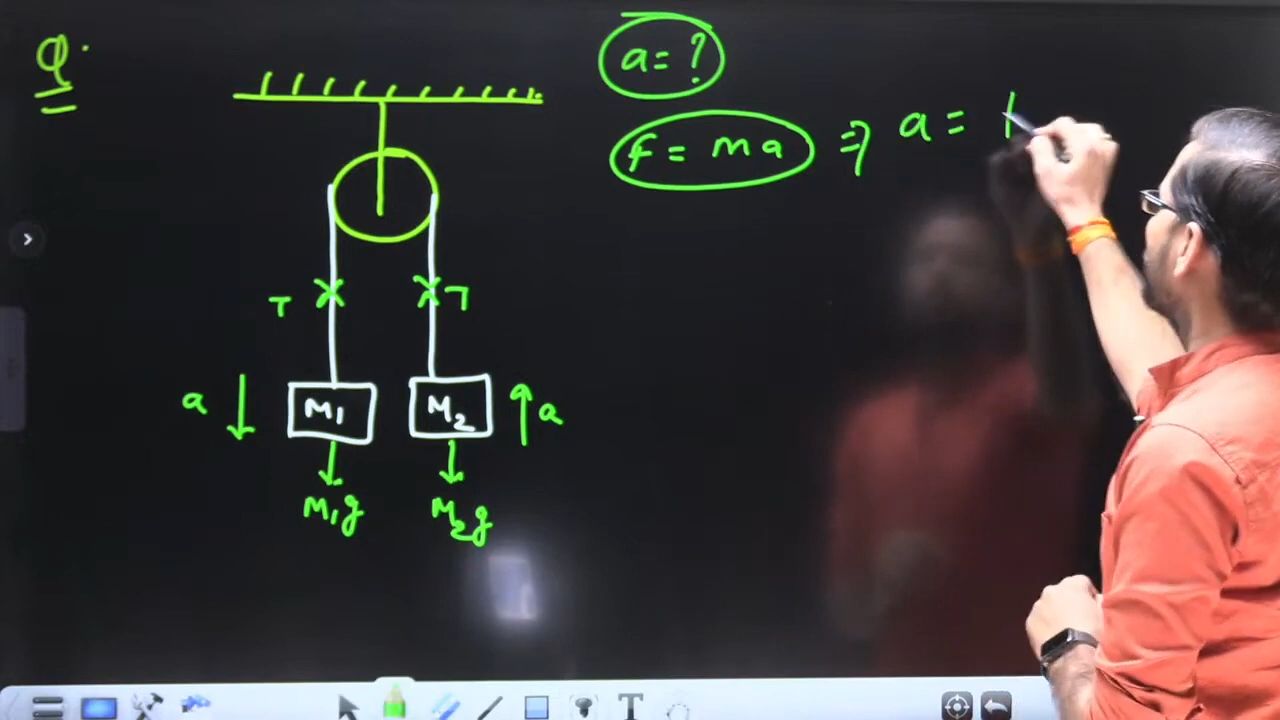 Q.
a = ?
F = ma ⇒ a =
T T
a M1 M2 a
M1g M2g
T